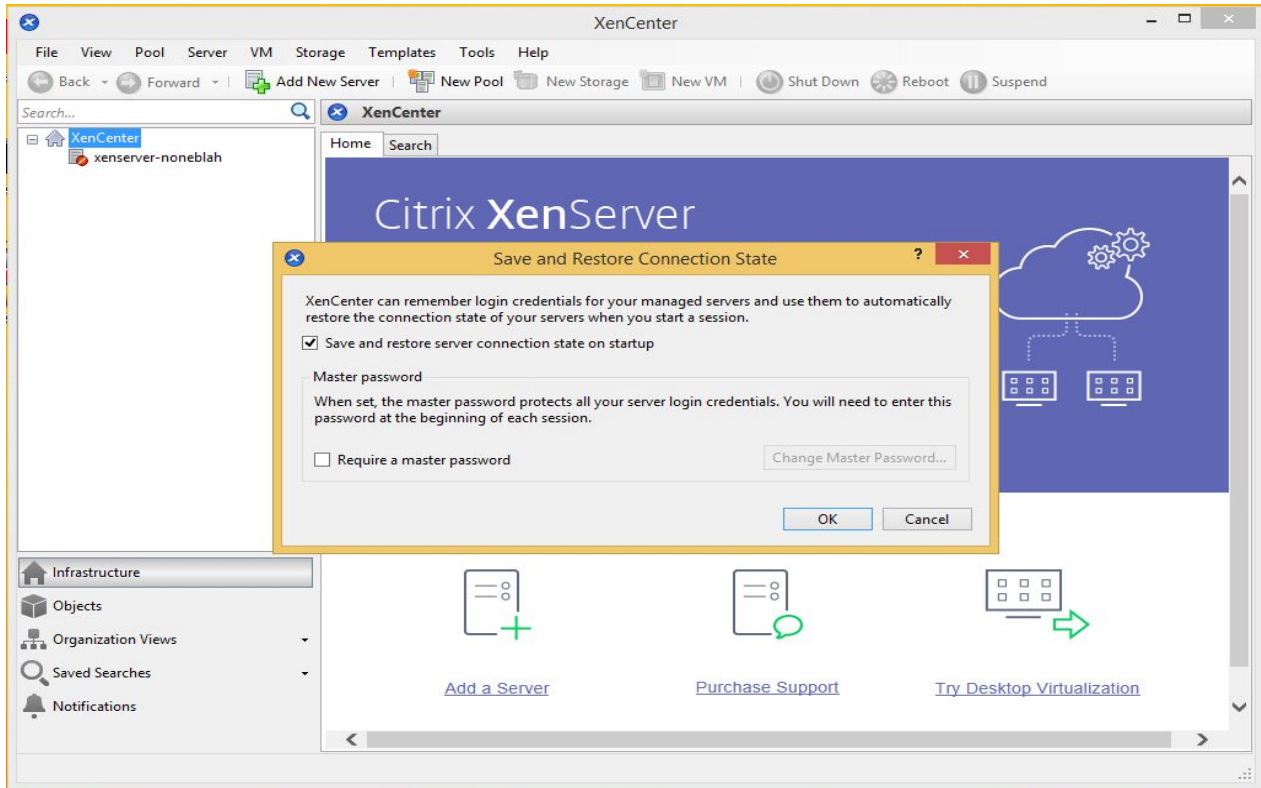 XenCenter
File View Pool Server VM Storage Templates Tools Help
Back Forward Add New Server New Pool New Storage New VM Shut Down Reboot Suspend
Search...
XenCenter
XenCenter
xenserver-noneblah
Home Search
Citrix XenServer
Save and Restore Connection State
?
XenCenter can remember login credentials for your managed servers and use them to automatically
restore the connection state of your servers when you start a session.
Save and restore server connection state on startup
Master password
When set, the master password protects all your server login credentials. You will need to enter this
password at the beginning of each session.
Require a master password
Change Master Password...
OK Cancel
Infrastructure
Objects
Organization Views
Saved Searches
Notifications
Add a Server
Purchase Support
Try Desktop Virtualization